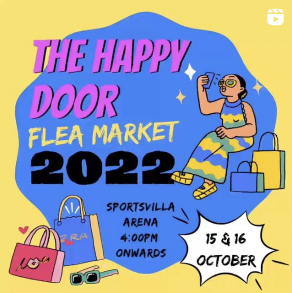 THE HAPPY
DOOR
FLEA MARKET
2022
SPORTSVILLA
ARENA
4:00PM
ONWARDS
15 & 16
OCTOBER